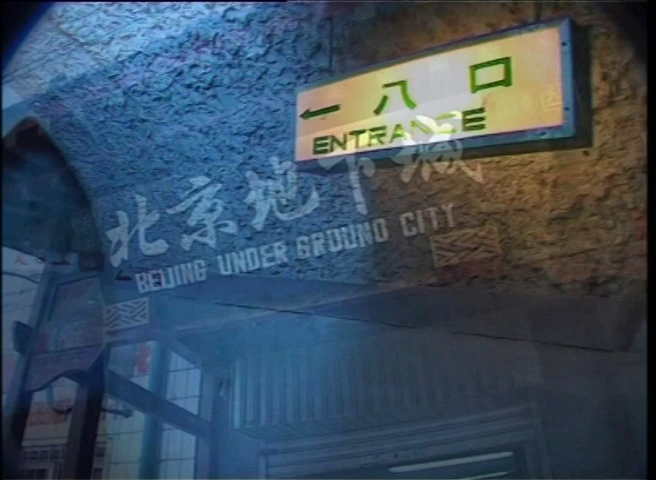 ← 入口
ENTRANCE
北京地下城
BEIJING UNDER GROUND CITY